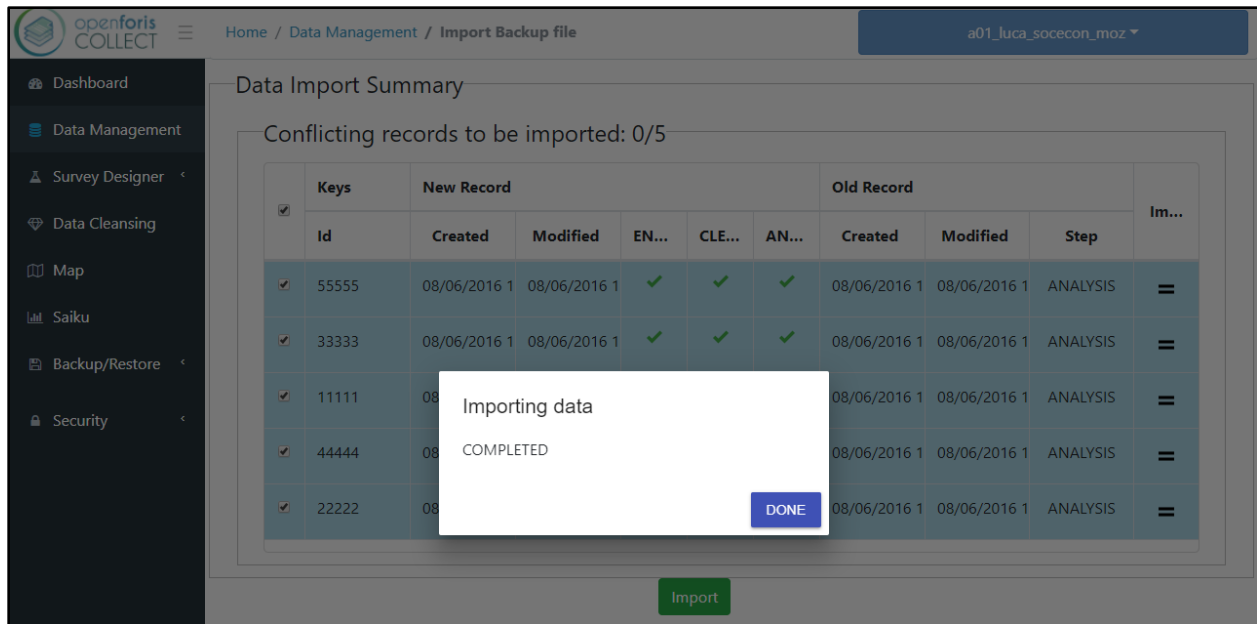 openforis
COLLECT
Home / Data Management / Import Backup file
a01_luca_socecon_moz
Dashboard
Data Management
Survey Designer
Data Cleansing
Map
Saiku
Backup/Restore
Security
Data Import Summary
Conflicting records to be imported: 0/5
Keys New Record Old Record Im...
Id Created Modified EN... CLE... AN... Created Modified Step
55555 08/06/2016 1 08/06/2016 1 08/06/2016 1 08/06/2016 1 ANALYSIS =
33333 08/06/2016 1 08/06/2016 1 08/06/2016 1 08/06/2016 1 ANALYSIS =
11111 08 08/06/2016 1 08/06/2016 1 ANALYSIS =
44444 08 08/06/2016 1 08/06/2016 1 ANALYSIS =
22222 08 08/06/2016 1 08/06/2016 1 ANALYSIS =
Importing data
COMPLETED
DONE
Import